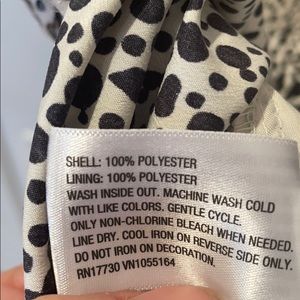 SHELL: 100% POLYESTER
LINING: 100% POLYESTER
WASH INSIDE OUT. MACHINE WASH COLD
WITH LIKE COLORS. GENTLE CYCLE.
ONLY NON-CHLORINE BLEACH WHEN NEEDED.
LINE DRY. COOL IRON ON REVERSE SIDE ONLY.
DO NOT IRON ON DECORATION.
RN17730 VN1055164